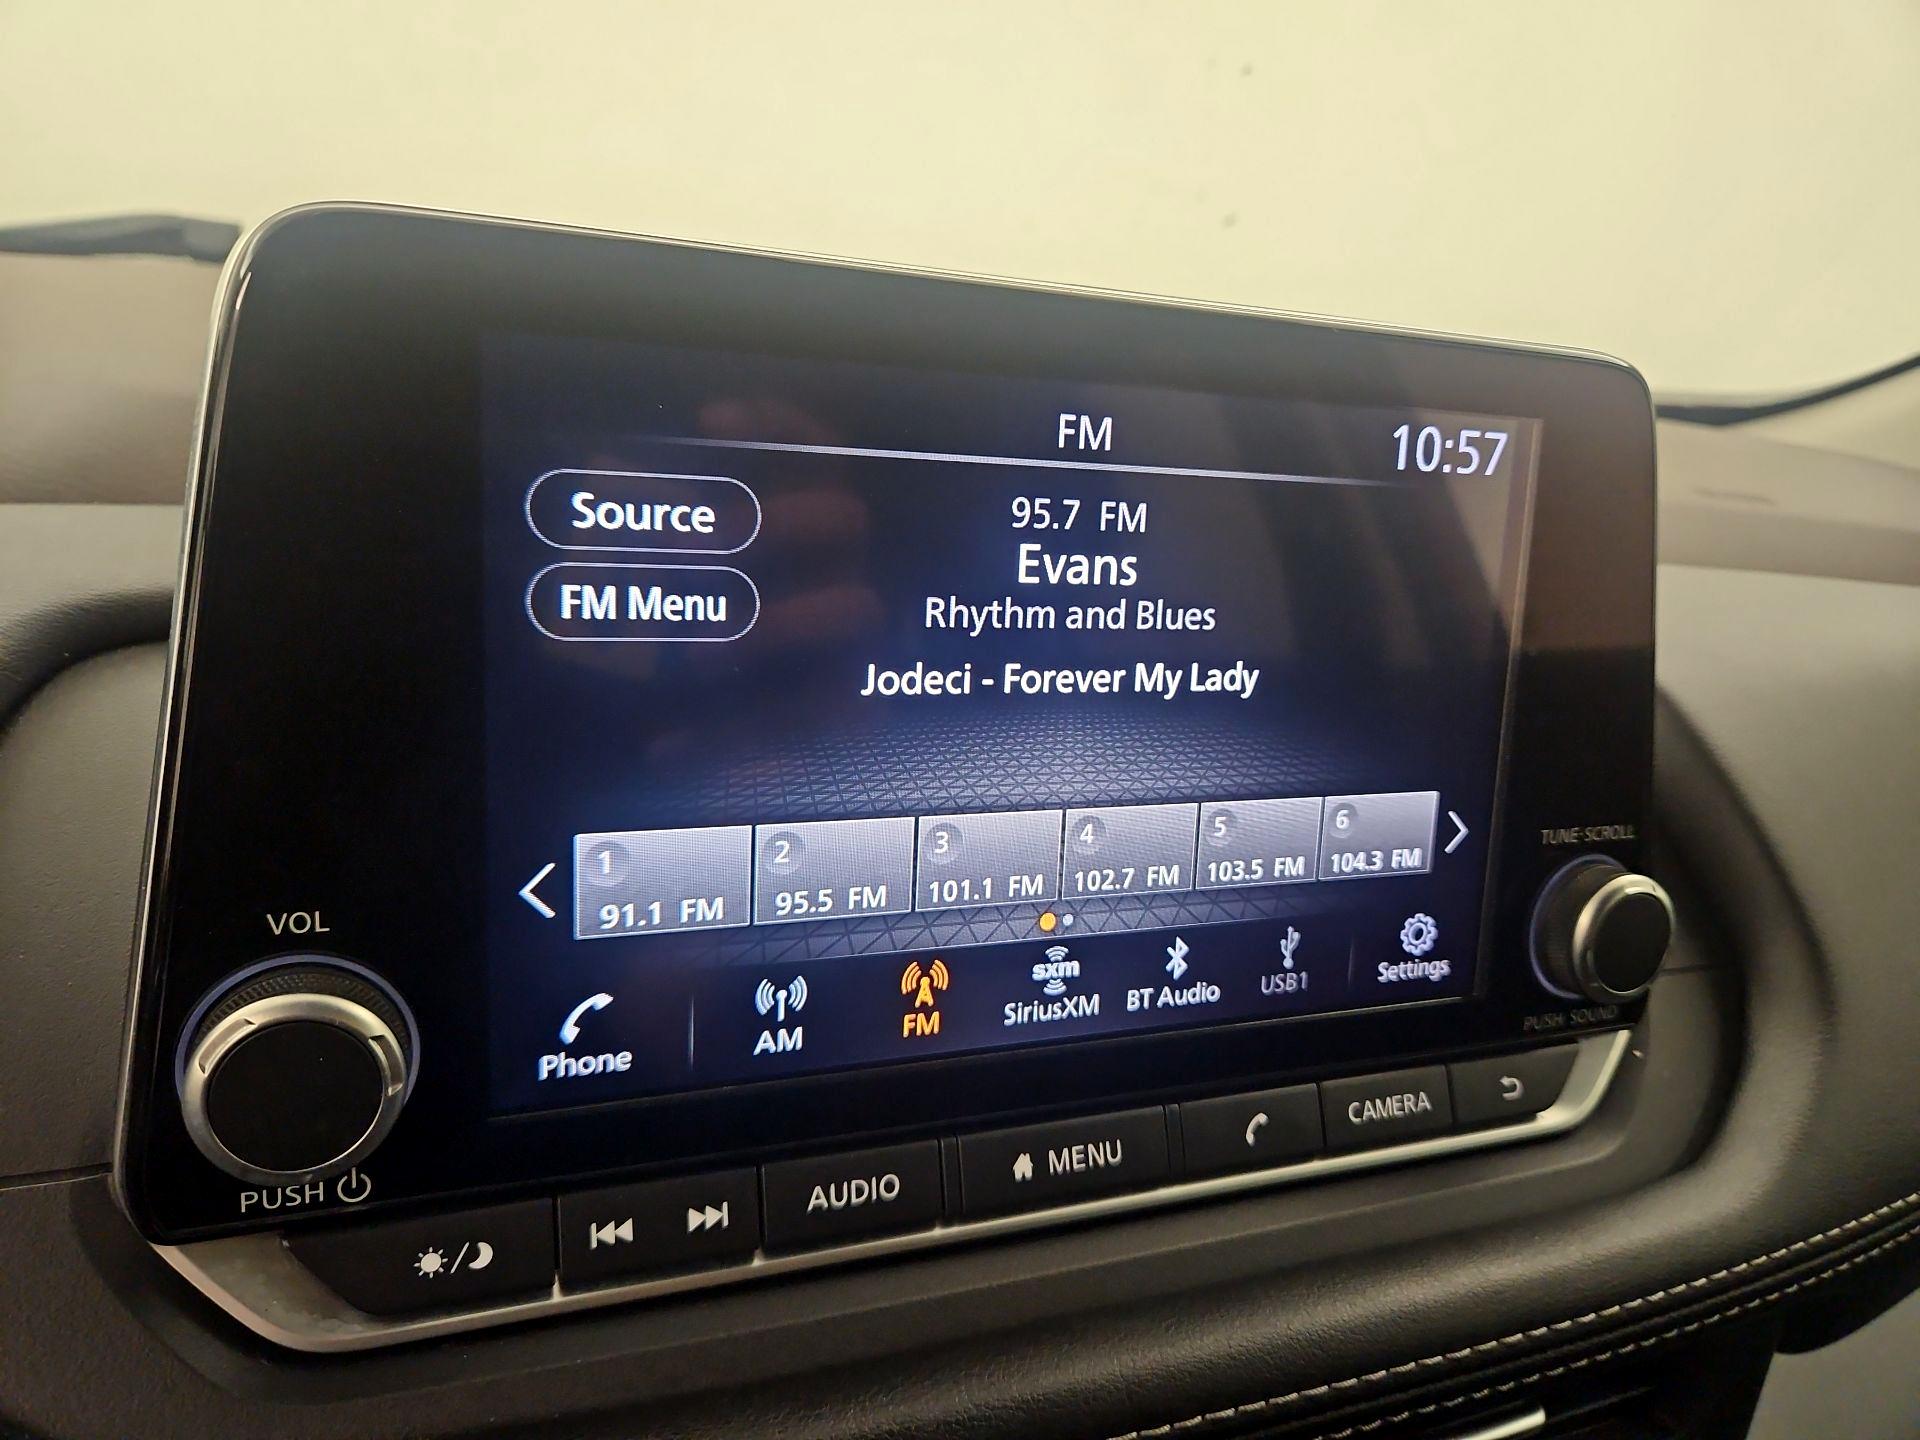 FM
10:57
Source
95.7 FM
Evans
FM Menu
Rhythm and Blues
Jodeci - Forever My Lady
1
91.1 FM
2
95.5 FM
3
101.1 FM
4
102.7 FM
5
103.5 FM
6
104.3 FM
Phone
AM
FM
sxm
SiriusXM
BT Audio
USB1
Settings
VOL
PUSH
TUNE·SCROLL
PUSH SOUND
AUDIO
MENU
CAMERA